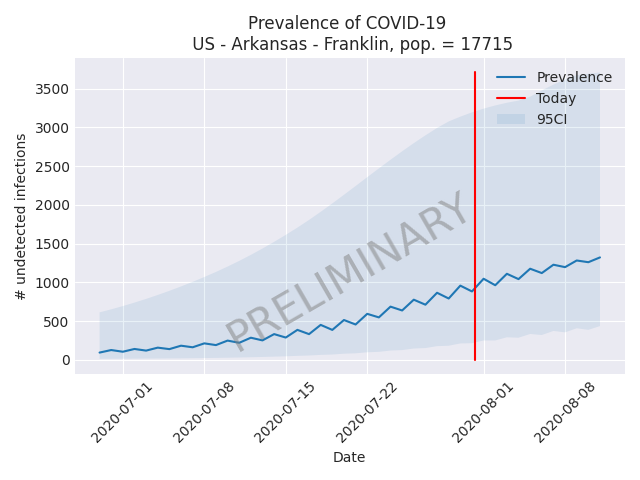 Prevalence of COVID-19
US - Arkansas - Franklin, pop. = 17715
Prevalence
Today
95CI
# undetected infections
3500
3000
2500
2000
1500
1000
500
0
PRELIMINARY
2020-07-01
2020-07-08
2020-07-15
2020-07-22
2020-08-01
2020-08-08
Date